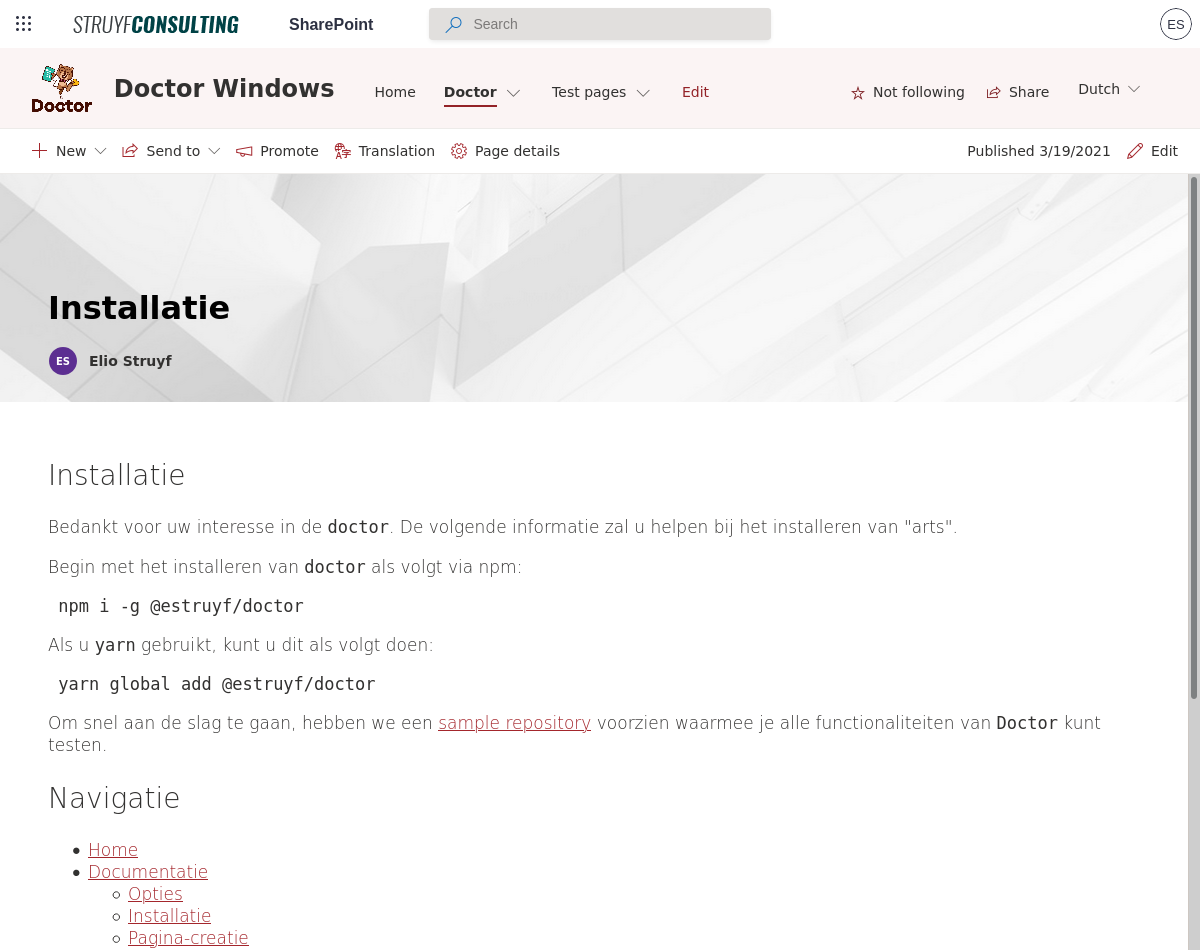 STRUYFCONSULTING SharePoint Search ES
Doctor Doctor Windows Home Doctor Test pages Edit Not following Share Dutch
New Send to Promote Translation Page details Published 3/19/2021 Edit
Installatie
ES Elio Struyf
Installatie
Bedankt voor uw interesse in de doctor. De volgende informatie zal u helpen bij het installeren van "arts".
Begin met het installeren van doctor als volgt via npm:
npm i -g @estruyf/doctor
Als u yarn gebruikt, kunt u dit als volgt doen:
yarn global add @estruyf/doctor
Om snel aan de slag te gaan, hebben we een sample repository voorzien waarmee je alle functionaliteiten van Doctor kunt
testen.
Navigatie
Home
Documentatie
Opties
Installatie
Pagina-creatie